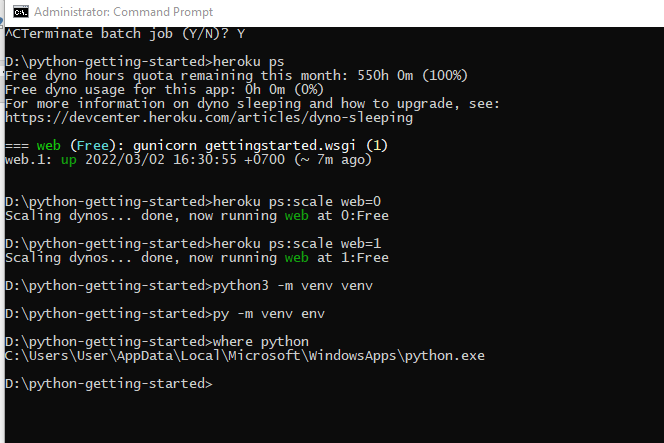 Administrator: Command Prompt
^CTerminate batch job (Y/N)? Y
D:\python-getting-started>heroku ps
Free dyno hours quota remaining this month: 550h 0m (100%)
Free dyno usage for this app: 0h 0m (0%)
For more information on dyno sleeping and how to upgrade, see:
https://devcenter.heroku.com/articles/dyno-sleeping
=== web (Free): gunicorn gettingstarted.wsgi (1)
web.1: up 2022/03/02 16:30:55 +0700 (~ 7m ago)
D:\python-getting-started>heroku ps:scale web=0
Scaling dynos... done, now running web at 0:Free
D:\python-getting-started>heroku ps:scale web=1
Scaling dynos... done, now running web at 1:Free
D:\python-getting-started>python3 -m venv venv
D:\python-getting-started>py -m venv env
D:\python-getting-started>where python
C:\Users\User\AppData\Local\Microsoft\WindowsApps\python.exe
D:\python-getting-started>